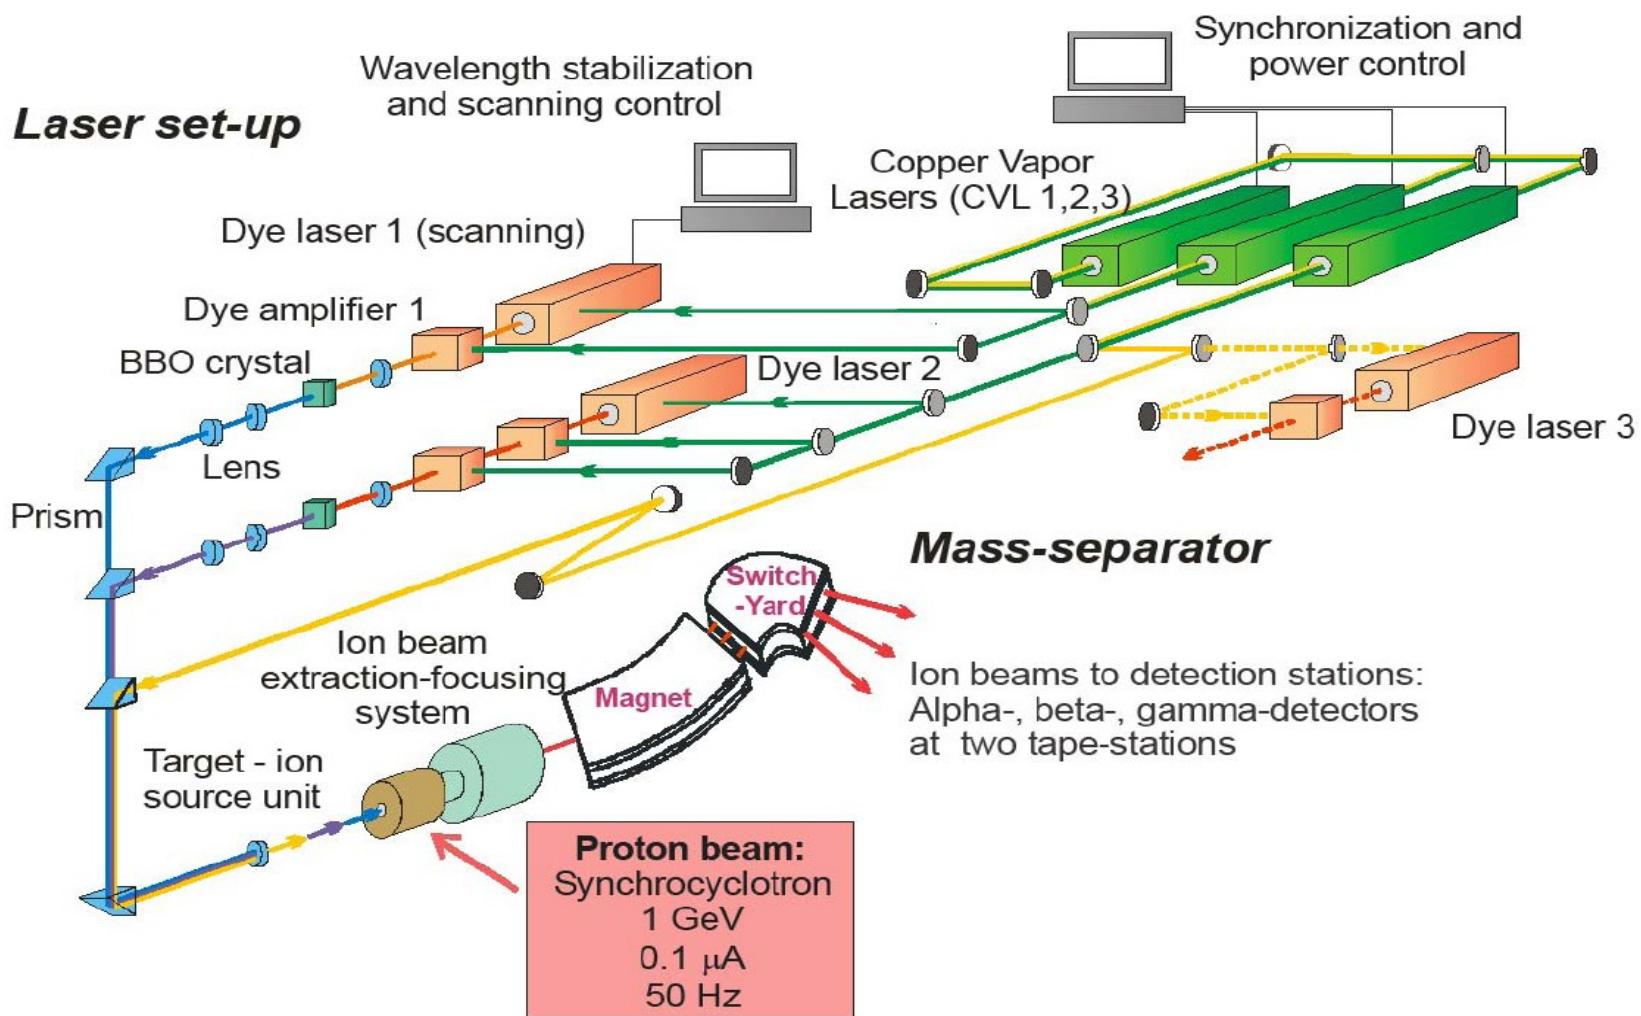 Synchronization and
power control
Wavelength stabilization
and scanning control
Laser set-up
Copper Vapor
Lasers (CVL 1,2,3)
Dye laser 1 (scanning)
Dye amplifier 1
BBO crystal
Dye laser 2
Dye laser 3
Lens
Prism
Mass-separator
Switch
-Yard
Ion beam
extraction-focusing
system
Magnet
Ion beams to detection stations:
Alpha-, beta-, gamma-detectors
at two tape-stations
Target - ion
source unit
Proton beam:
Synchrocyclotron
1 GeV
0.1 μA
50 Hz